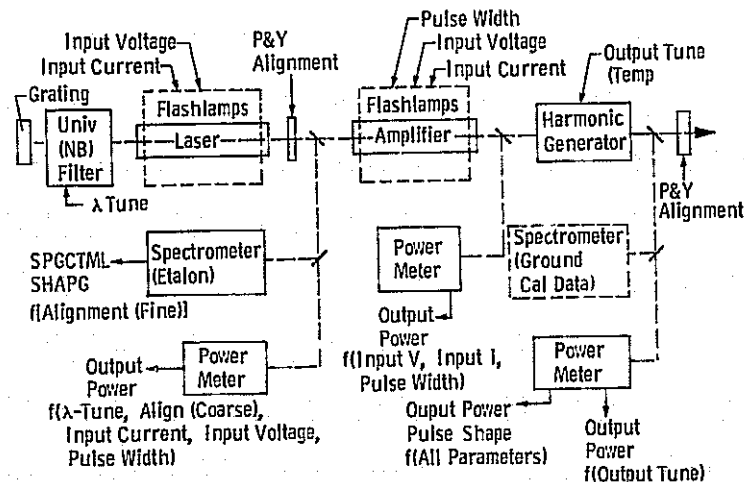 Pulse Width
Input Voltage
Input Current
P&Y
Alignment
Input Voltage
Input Current
Output Tune
(Temp
Grating
Univ
(NB)
Filter
λ Tune
Flashlamps
Laser
Flashlamps
Amplifier
Harmonic
Generator
P&Y
Alignment
SPGCTML
SHAPG
f[Alignment (Fine)]
Spectrometer
(Etalon)
Power
Meter
Spectrometer
(Ground
Cal Data)
Output
Power
f(Input V, Input I,
Pulse Width)
Output
Power
Power
Meter
f(λ-Tune, Align (Coarse),
Input Current, Input Voltage,
Pulse Width)
Power
Meter
Ouput Power
Pulse Shape
f(All Parameters)
Output
Power
f(Output Tune)